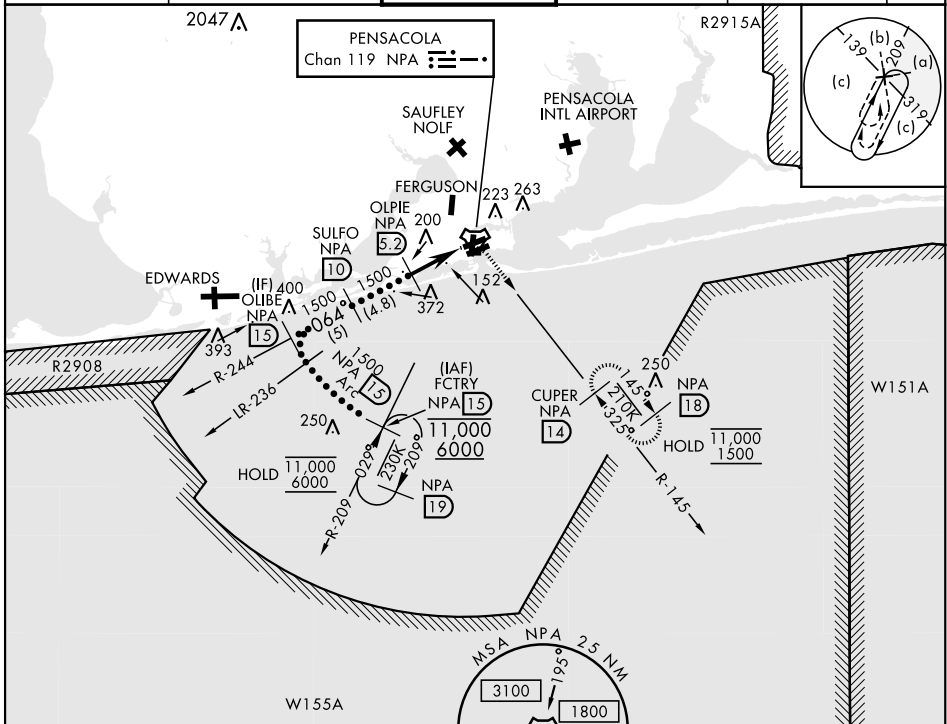 2047
R2915A
PENSACOLA
Chan 119 NPA
139
(b)
209
(a)
(c)
319
(c)
SAUFLEY
NOLF
PENSACOLA
INTL AIRPORT
FERGUSON
223
263
OLPIE
NPA
5.2
200
SULFO
NPA
10
EDWARDS
(IF)
OLIBE
NPA
15
400
1500
1500
064°
(5)
(4.8)
372
152
393
R-244
R2908
LR-236
1500
NPA
Arc
15
250
(IAF)
FCTRY
NPA 15
11,000
6000
HOLD
11,000
6000
029°
230K
209°
NPA
19
R-209
CUPER
NPA
14
145°
210K
325°
250
NPA
18
HOLD
11,000
1500
R-145
W151A
W155A
MSA NPA 25 NM
195°
3100
1800